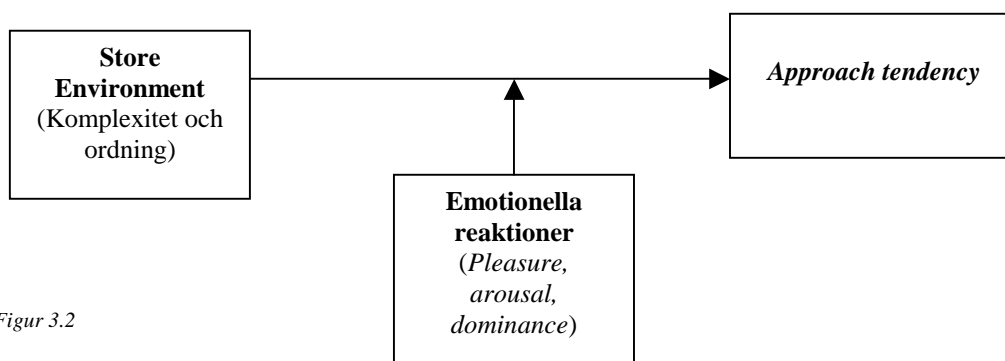 Store
Environment
(Komplexitet och
ordning)
Approach tendency
Emotionella
reaktioner
(Pleasure,
arousal,
dominance)
Figur 3.2